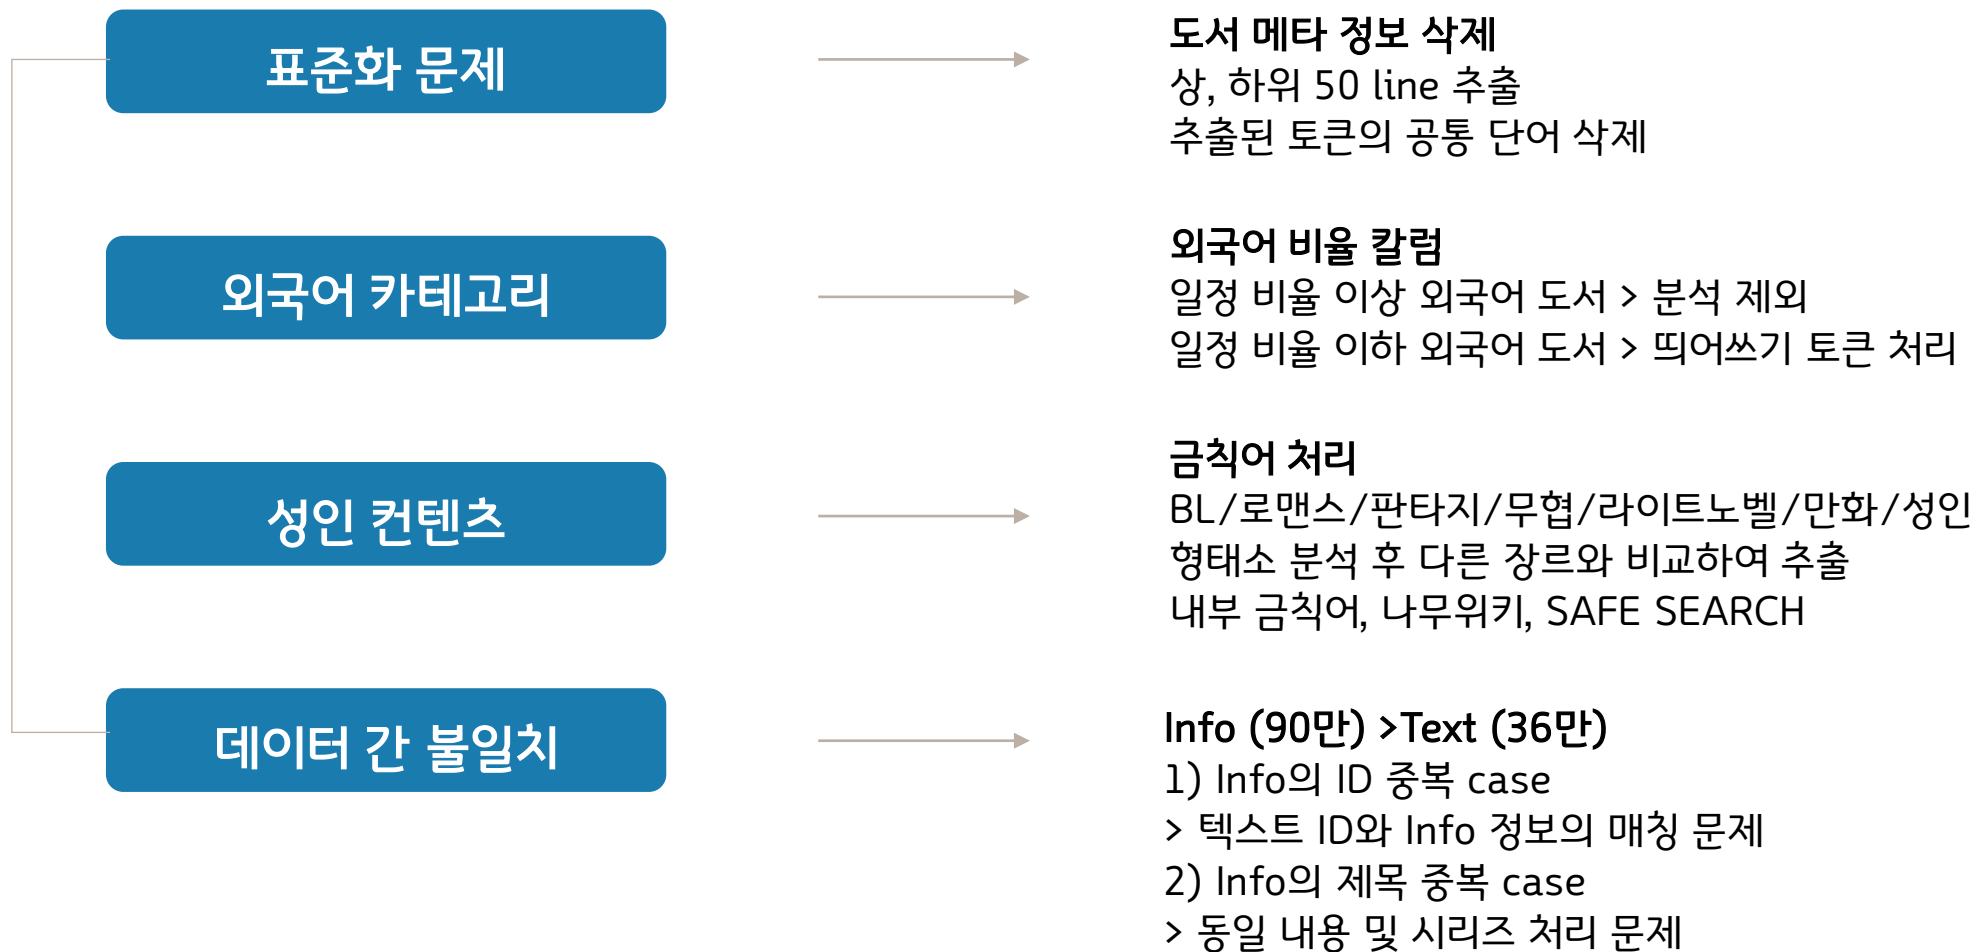 표준화 문제
도서 메타 정보 삭제
상, 하위 50 line 추출
추출된 토큰의 공통 단어 삭제
외국어 카테고리
외국어 비율 칼럼
일정 비율 이상 외국어 도서 > 분석 제외
일정 비율 이하 외국어 도서 > 띄어쓰기 토큰 처리
성인 컨텐츠
금칙어 처리
BL/로맨스/판타지/무협/라이트노벨/만화/성인
형태소 분석 후 다른 장르와 비교하여 추출
내부 금칙어, 나무위키, SAFE SEARCH
데이터 간 불일치
Info (90만) >Text (36만)
1) Info의 ID 중복 case
> 텍스트 ID와 Info 정보의 매칭 문제
2) Info의 제목 중복 case
> 동일 내용 및 시리즈 처리 문제